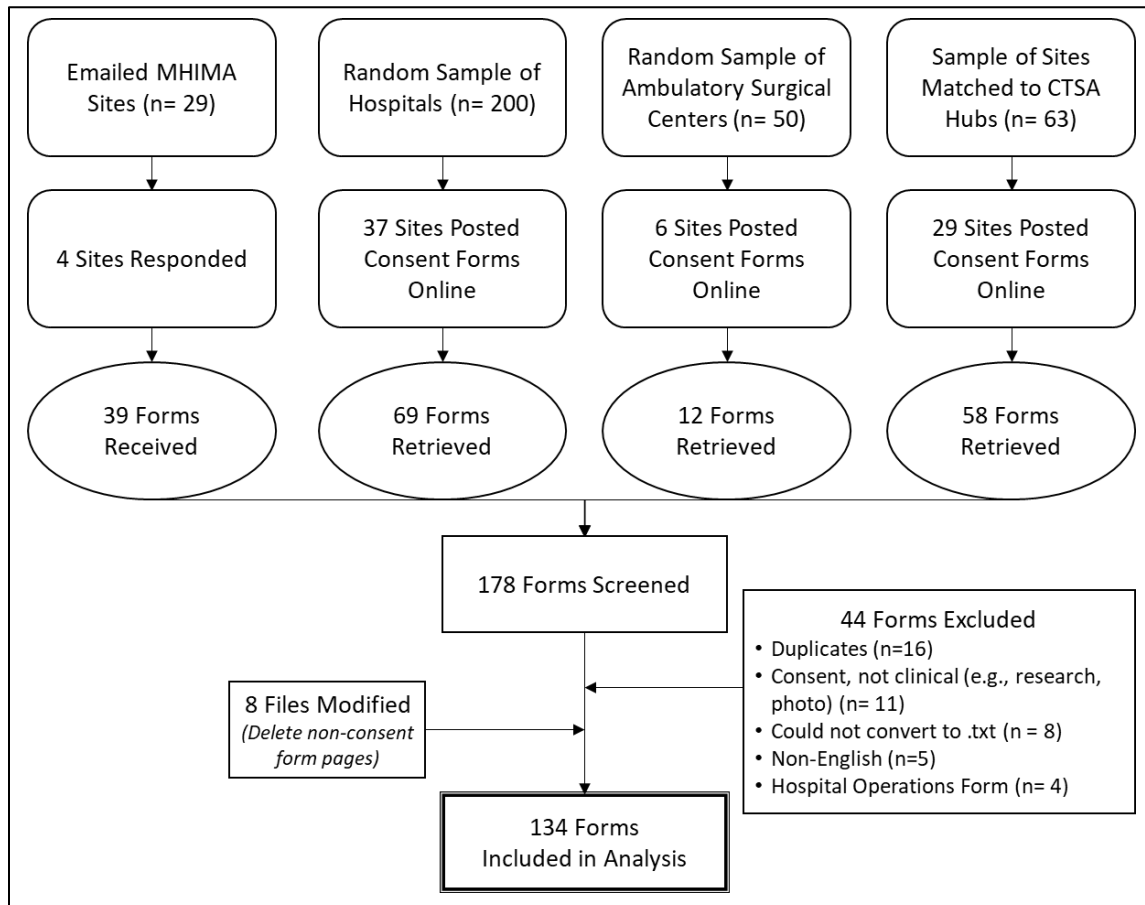 Emailed MHIMA
Sites (n= 29)
Random Sample of
Hospitals (n= 200)
Random Sample of
Ambulatory Surgical
Centers (n= 50)
Sample of Sites
Matched to CTSA
Hubs (n= 63)
4 Sites Responded
37 Sites Posted
Consent Forms
Online
6 Sites Posted
Consent Forms
Online
29 Sites Posted
Consent Forms
Online
39 Forms
Received
69 Forms
Retrieved
12 Forms
Retrieved
58 Forms
Retrieved
178 Forms Screened
44 Forms Excluded
• Duplicates (n=16)
• Consent, not clinical (e.g., research,
photo) (n= 11)
• Could not convert to .txt (n = 8)
• Non-English (n=5)
• Hospital Operations Form (n= 4)
8 Files Modified
(Delete non-consent
form pages)
134 Forms
Included in Analysis